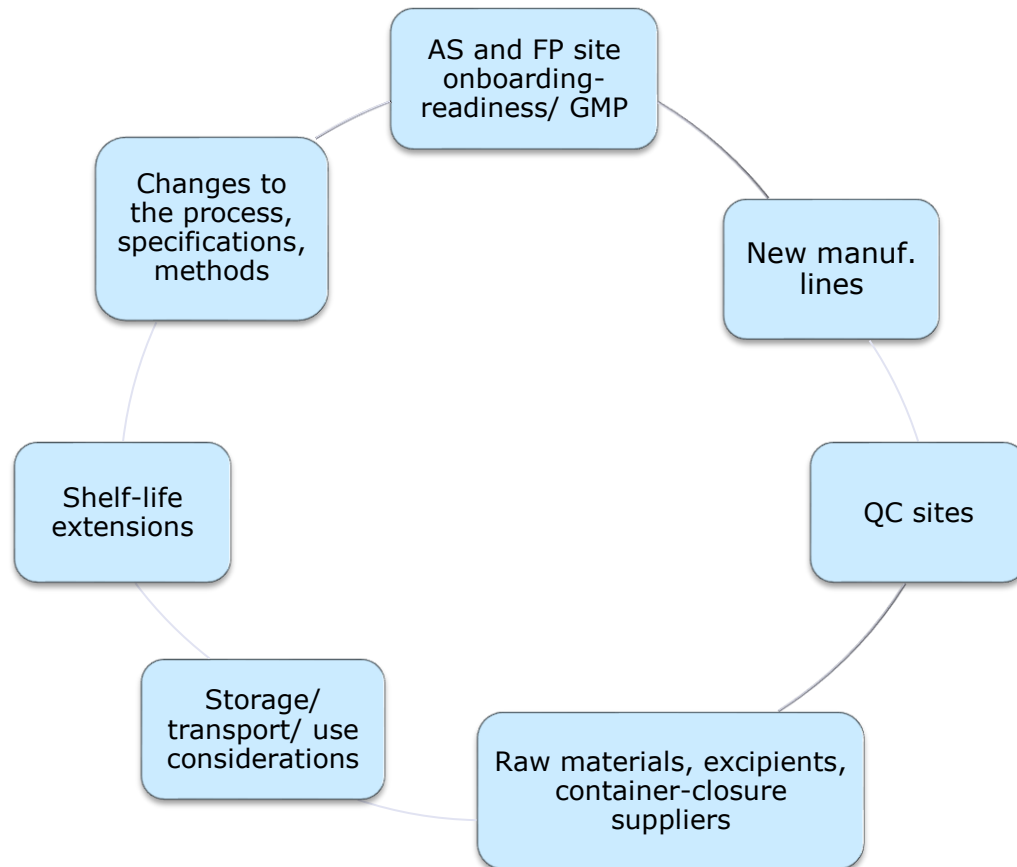 AS and FP site
onboarding-
readiness/ GMP
New manuf.
lines
QC sites
Raw materials, excipients,
container-closure
suppliers
Storage/
transport/ use
considerations
Shelf-life
extensions
Changes to
the process,
specifications,
methods